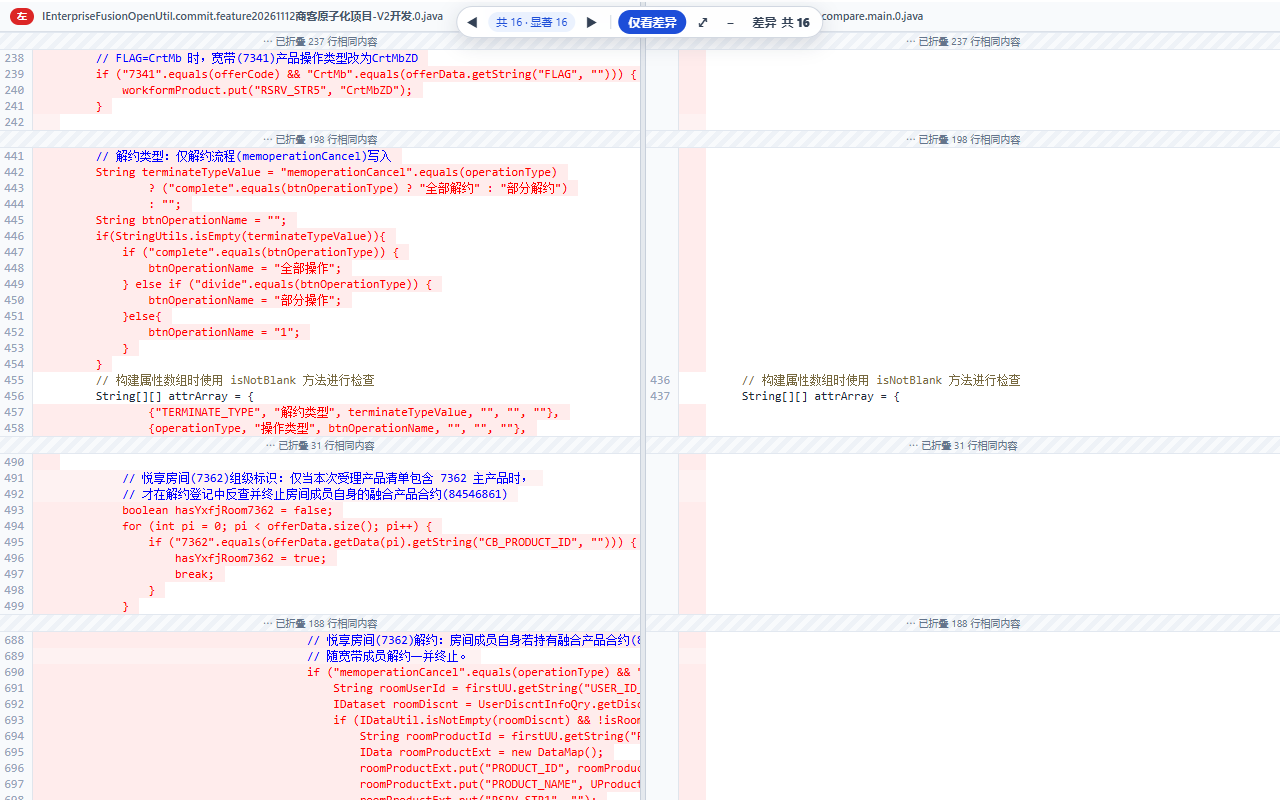 左 IEnterpriseFusionOpenUtil.commit.feature20261112商客原子化项目-V2开发.0.java
◀ 共 16 · 显著 16 ▶ 仅看差异 ⤢ − 差异 共 16
compare.main.0.java
··· 已折叠 237 行相同内容 ··· 已折叠 237 行相同内容
238 // FLAG=CrtMb 时，宽带(7341)产品操作类型改为CrtMbZD
239 if ("7341".equals(offerCode) && "CrtMb".equals(offerData.getString("FLAG", ""))) {
240 workformProduct.put("RSRV_STR5", "CrtMbZD");
241 }
242
··· 已折叠 198 行相同内容 ··· 已折叠 198 行相同内容
441 // 解约类型：仅解约流程(memoperationCancel)写入
442 String terminateTypeValue = "memoperationCancel".equals(operationType)
443 ? ("complete".equals(btnOperationType) ? "全部解约" : "部分解约")
444 : "";
445 String btnOperationName = "";
446 if(StringUtils.isEmpty(terminateTypeValue)){
447 if ("complete".equals(btnOperationType)) {
448 btnOperationName = "全部操作";
449 } else if ("divide".equals(btnOperationType)) {
450 btnOperationName = "部分操作";
451 }else{
452 btnOperationName = "1";
453 }
454 }
455 // 构建属性数组时使用 isNotBlank 方法进行检查 436 // 构建属性数组时使用 isNotBlank 方法进行检查
456 String[][] attrArray = { 437 String[][] attrArray = {
457 {"TERMINATE_TYPE", "解约类型", terminateTypeValue, "", "", ""},
458 {operationType, "操作类型", btnOperationName, "", "", ""},
··· 已折叠 31 行相同内容 ··· 已折叠 31 行相同内容
490
491 // 悦享房间(7362)组级标识：仅当本次受理产品清单包含 7362 主产品时，
492 // 才在解约登记中反查并终止房间成员自身的融合产品合约(84546861)
493 boolean hasYxfjRoom7362 = false;
494 for (int pi = 0; pi < offerData.size(); pi++) {
495 if ("7362".equals(offerData.getData(pi).getString("CB_PRODUCT_ID", ""))) {
496 hasYxfjRoom7362 = true;
497 break;
498 }
499 }
··· 已折叠 188 行相同内容 ··· 已折叠 188 行相同内容
688 // 悦享房间(7362)解约：房间成员自身若持有融合产品合约(8
689 // 随宽带成员解约一并终止。
690 if ("memoperationCancel".equals(operationType) && "
691 String roomUserId = firstUU.getString("USER_ID_
692 IDataset roomDiscnt = UserDiscntInfoQry.getDisc
693 if (IDataUtil.isNotEmpty(roomDiscnt) && !isRoom
694 String roomProductId = firstUU.getString("P
695 IData roomProductExt = new DataMap();
696 roomProductExt.put("PRODUCT_ID", roomProduc
697 roomProductExt.put("PRODUCT_NAME", UProduct
698 roomProductExt.put("RSRV_STR1", "");